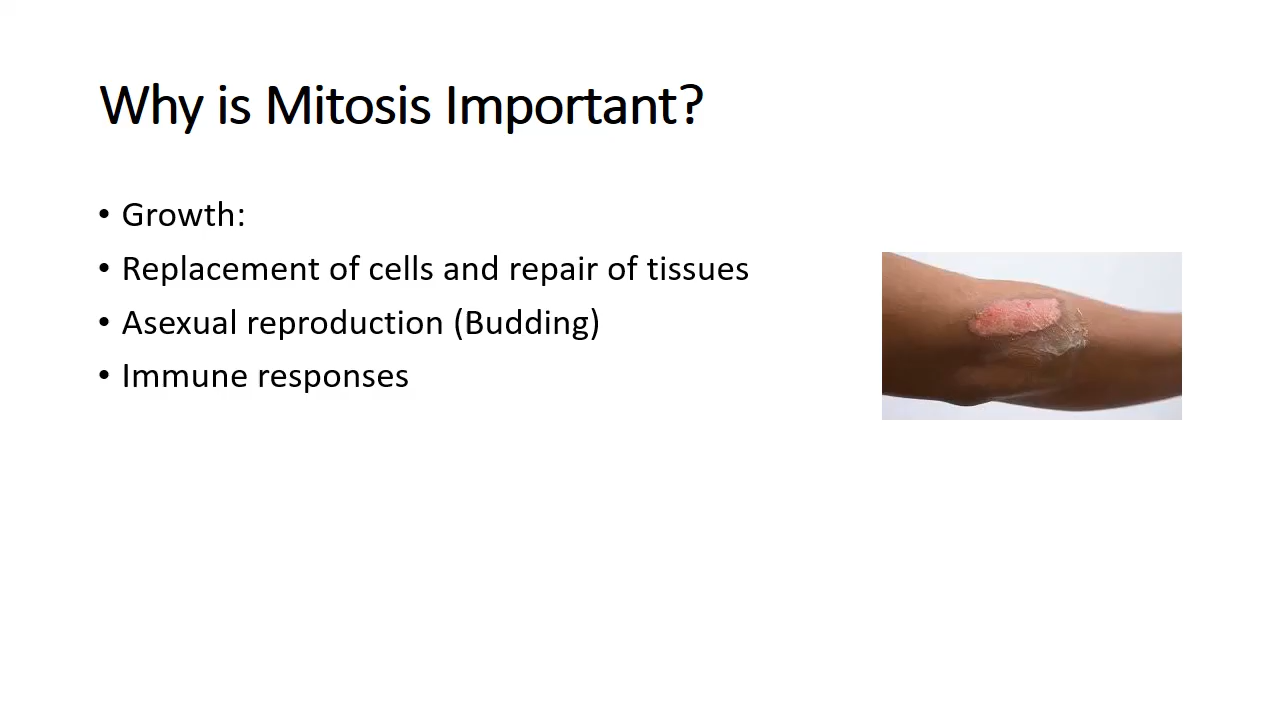 Why is Mitosis Important?
• Growth:
• Replacement of cells and repair of tissues
• Asexual reproduction (Budding)
• Immune responses